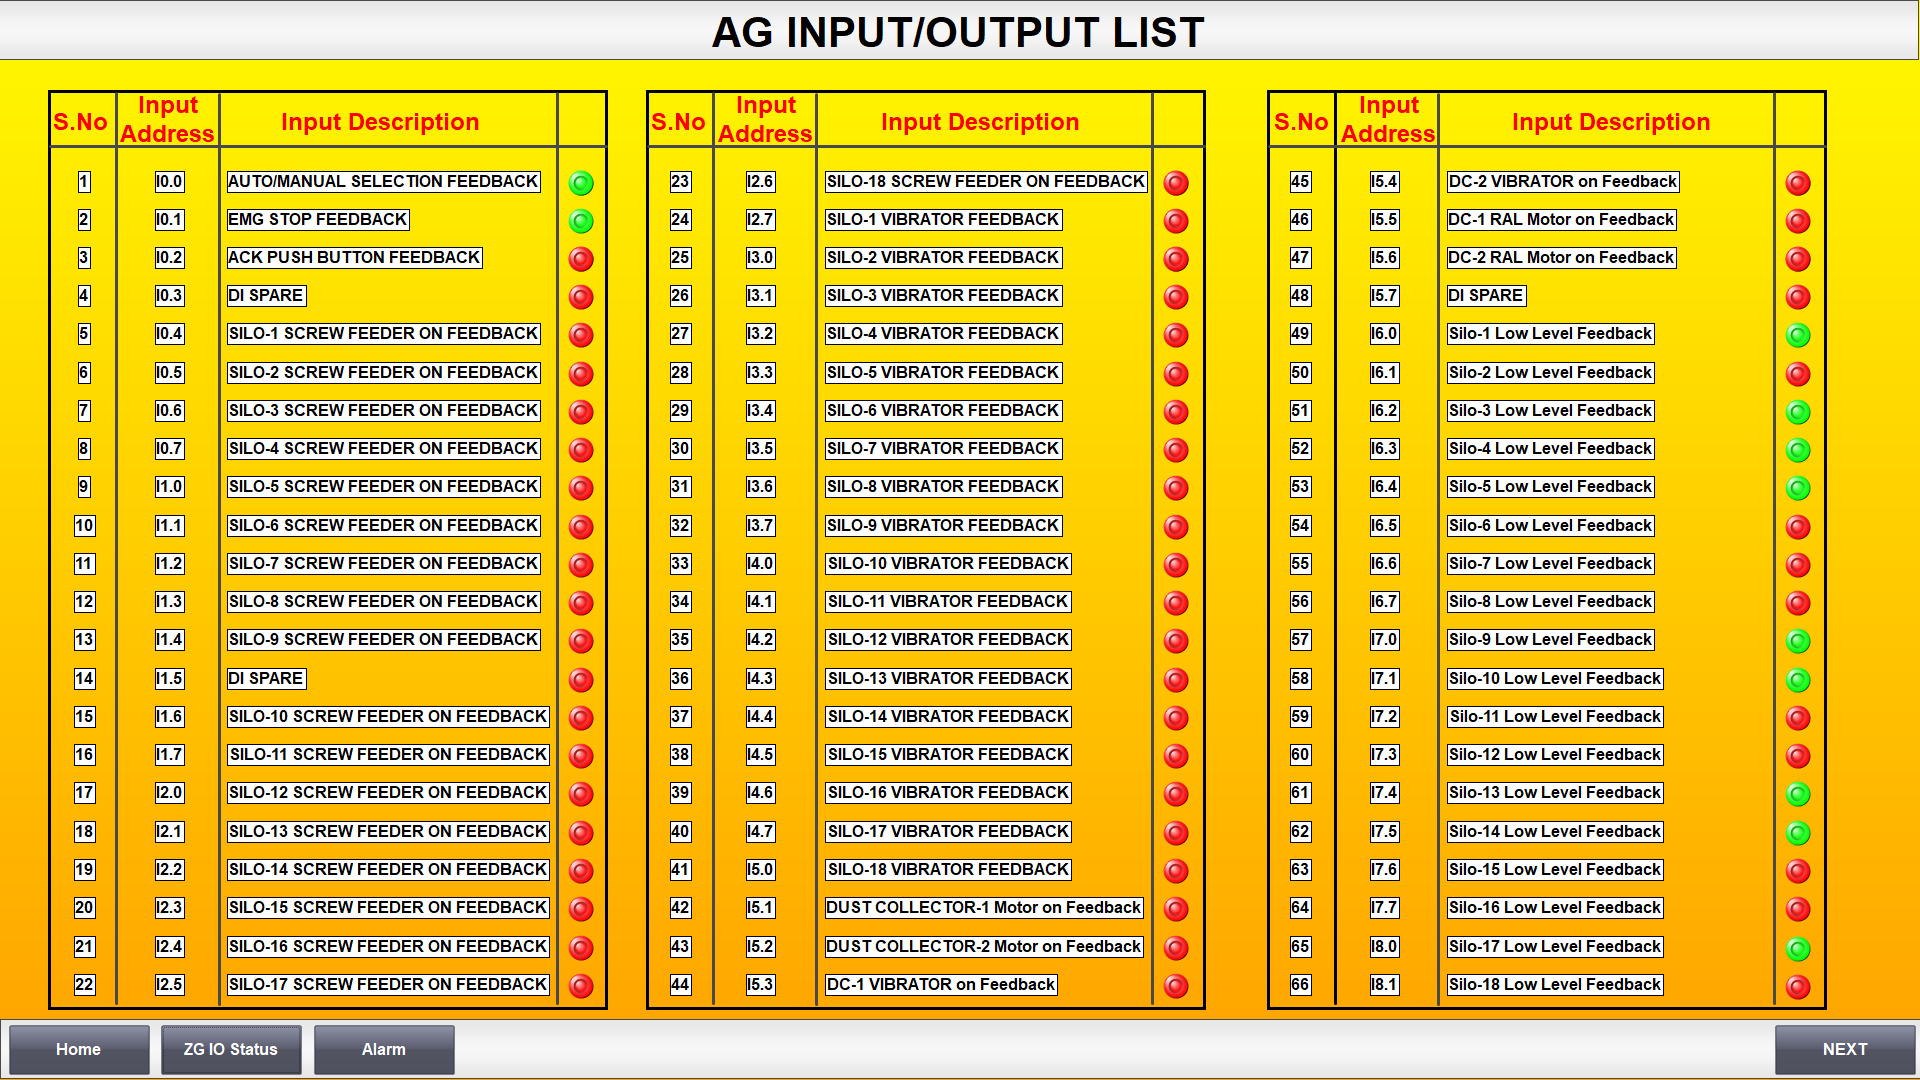 AG INPUT/OUTPUT LIST
S.No Input Address Input Description
1 I0.0 AUTO/MANUAL SELECTION FEEDBACK
2 I0.1 EMG STOP FEEDBACK
3 I0.2 ACK PUSH BUTTON FEEDBACK
4 I0.3 DI SPARE
5 I0.4 SILO-1 SCREW FEEDER ON FEEDBACK
6 I0.5 SILO-2 SCREW FEEDER ON FEEDBACK
7 I0.6 SILO-3 SCREW FEEDER ON FEEDBACK
8 I0.7 SILO-4 SCREW FEEDER ON FEEDBACK
9 I1.0 SILO-5 SCREW FEEDER ON FEEDBACK
10 I1.1 SILO-6 SCREW FEEDER ON FEEDBACK
11 I1.2 SILO-7 SCREW FEEDER ON FEEDBACK
12 I1.3 SILO-8 SCREW FEEDER ON FEEDBACK
13 I1.4 SILO-9 SCREW FEEDER ON FEEDBACK
14 I1.5 DI SPARE
15 I1.6 SILO-10 SCREW FEEDER ON FEEDBACK
16 I1.7 SILO-11 SCREW FEEDER ON FEEDBACK
17 I2.0 SILO-12 SCREW FEEDER ON FEEDBACK
18 I2.1 SILO-13 SCREW FEEDER ON FEEDBACK
19 I2.2 SILO-14 SCREW FEEDER ON FEEDBACK
20 I2.3 SILO-15 SCREW FEEDER ON FEEDBACK
21 I2.4 SILO-16 SCREW FEEDER ON FEEDBACK
22 I2.5 SILO-17 SCREW FEEDER ON FEEDBACK
S.No Input Address Input Description
23 I2.6 SILO-18 SCREW FEEDER ON FEEDBACK
24 I2.7 SILO-1 VIBRATOR FEEDBACK
25 I3.0 SILO-2 VIBRATOR FEEDBACK
26 I3.1 SILO-3 VIBRATOR FEEDBACK
27 I3.2 SILO-4 VIBRATOR FEEDBACK
28 I3.3 SILO-5 VIBRATOR FEEDBACK
29 I3.4 SILO-6 VIBRATOR FEEDBACK
30 I3.5 SILO-7 VIBRATOR FEEDBACK
31 I3.6 SILO-8 VIBRATOR FEEDBACK
32 I3.7 SILO-9 VIBRATOR FEEDBACK
33 I4.0 SILO-10 VIBRATOR FEEDBACK
34 I4.1 SILO-11 VIBRATOR FEEDBACK
35 I4.2 SILO-12 VIBRATOR FEEDBACK
36 I4.3 SILO-13 VIBRATOR FEEDBACK
37 I4.4 SILO-14 VIBRATOR FEEDBACK
38 I4.5 SILO-15 VIBRATOR FEEDBACK
39 I4.6 SILO-16 VIBRATOR FEEDBACK
40 I4.7 SILO-17 VIBRATOR FEEDBACK
41 I5.0 SILO-18 VIBRATOR FEEDBACK
42 I5.1 DUST COLLECTOR-1 Motor on Feedback
43 I5.2 DUST COLLECTOR-2 Motor on Feedback
44 I5.3 DC-1 VIBRATOR on Feedback
S.No Input Address Input Description
45 I5.4 DC-2 VIBRATOR on Feedback
46 I5.5 DC-1 RAL Motor on Feedback
47 I5.6 DC-2 RAL Motor on Feedback
48 I5.7 DI SPARE
49 I6.0 Silo-1 Low Level Feedback
50 I6.1 Silo-2 Low Level Feedback
51 I6.2 Silo-3 Low Level Feedback
52 I6.3 Silo-4 Low Level Feedback
53 I6.4 Silo-5 Low Level Feedback
54 I6.5 Silo-6 Low Level Feedback
55 I6.6 Silo-7 Low Level Feedback
56 I6.7 Silo-8 Low Level Feedback
57 I7.0 Silo-9 Low Level Feedback
58 I7.1 Silo-10 Low Level Feedback
59 I7.2 Silo-11 Low Level Feedback
60 I7.3 Silo-12 Low Level Feedback
61 I7.4 Silo-13 Low Level Feedback
62 I7.5 Silo-14 Low Level Feedback
63 I7.6 Silo-15 Low Level Feedback
64 I7.7 Silo-16 Low Level Feedback
65 I8.0 Silo-17 Low Level Feedback
66 I8.1 Silo-18 Low Level Feedback
Home ZG IO Status Alarm NEXT